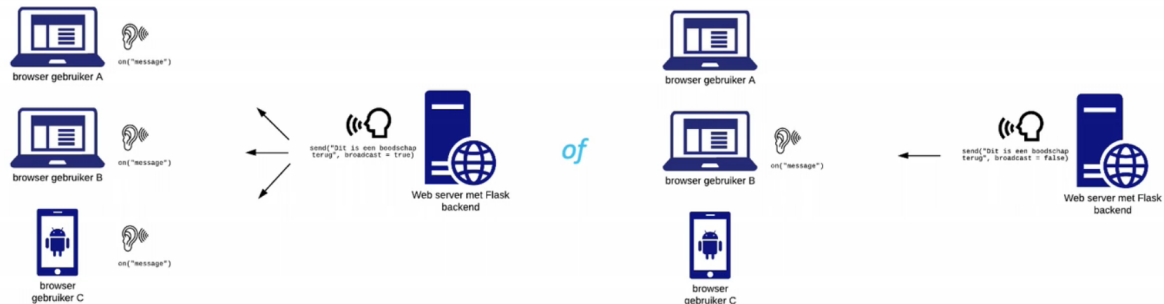 browser gebruiker A
on("message")
browser gebruiker B
on("message")
browser
gebruiker C
on("message")
send("Dit is een boodschap
terug", broadcast = true)
Web server met Flask
backend
of
browser gebruiker A
browser gebruiker B
on("message")
browser
gebruiker C
send("Dit is een boodschap
terug", broadcast = false)
Web server met Flask
backend